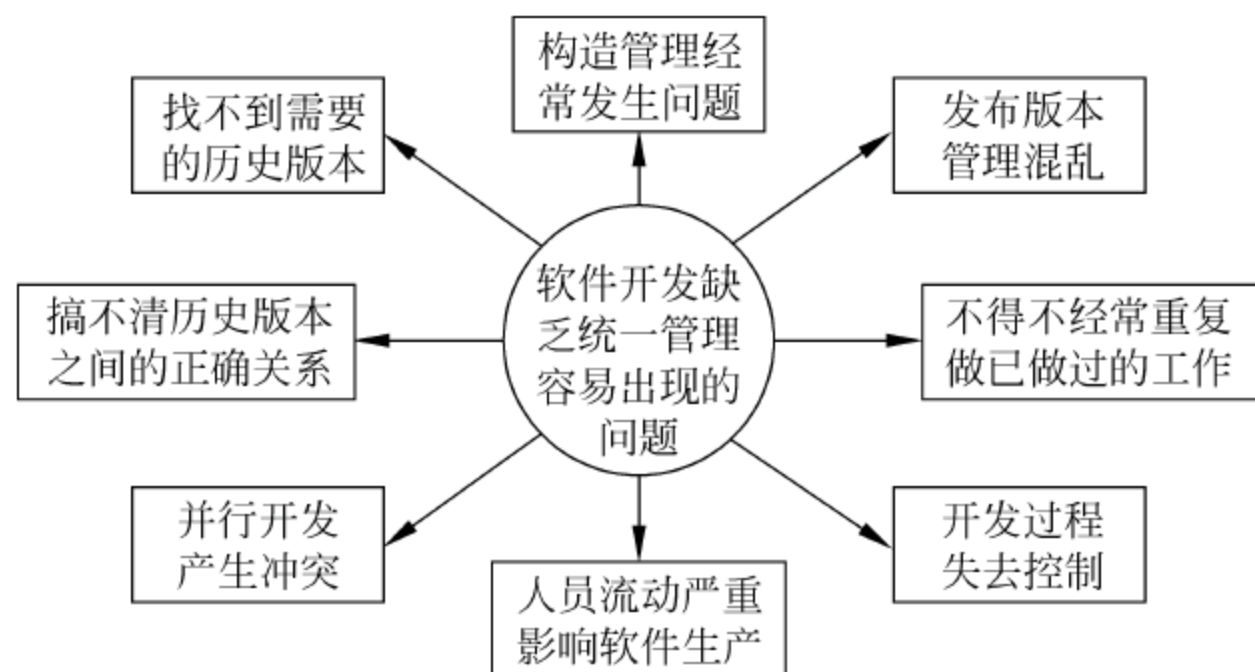 构造管理经
常发生问题
找不到需要
的历史版本
发布版本
管理混乱
软件开发缺
乏统一管理
容易出现的
问题
搞不清历史版本
之间的正确关系
不得不经常重复
做已做过的工作
并行开发
产生冲突
开发过程
失去控制
人员流动严重
影响软件生产